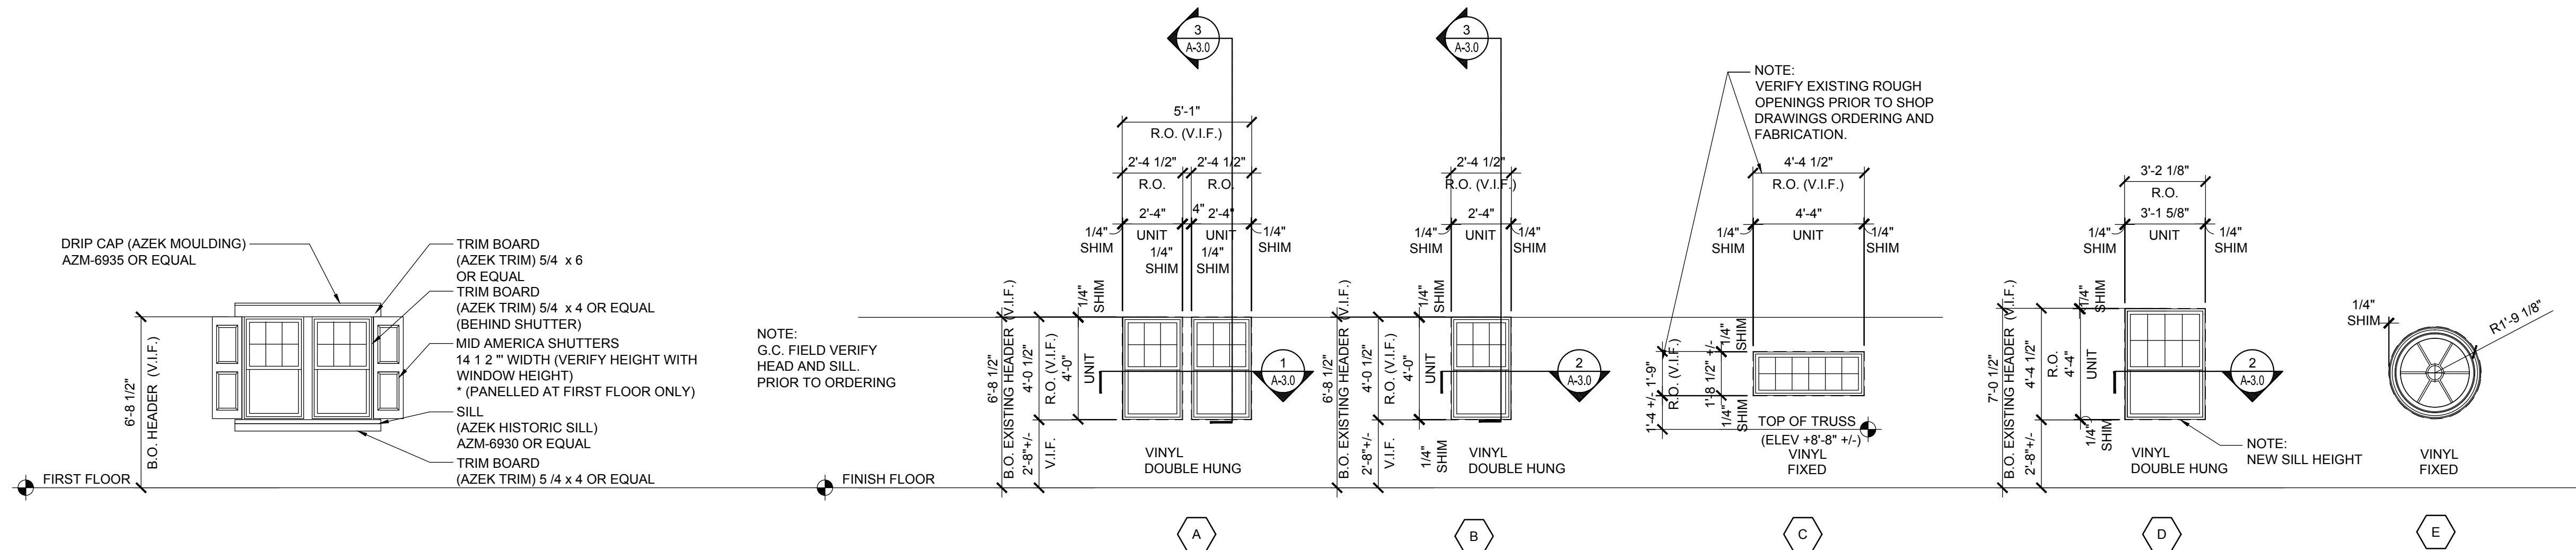 DRIP CAP (AZEK MOULDING)
AZM-6935 OR EQUAL
TRIM BOARD
(AZEK TRIM) 5/4 x 6
OR EQUAL
TRIM BOARD
(AZEK TRIM) 5/4 x 4 OR EQUAL
(BEHIND SHUTTER)
MID AMERICA SHUTTERS
14 1 2 "' WIDTH (VERIFY HEIGHT WITH
WINDOW HEIGHT)
* (PANELLED AT FIRST FLOOR ONLY)
SILL
(AZEK HISTORIC SILL)
AZM-6930 OR EQUAL
TRIM BOARD
(AZEK TRIM) 5 /4 x 4 OR EQUAL
6'-8 1/2"
B.O. HEADER (V.I.F.)
FIRST FLOOR
FINISH FLOOR
NOTE:
G.C. FIELD VERIFY
HEAD AND SILL.
PRIOR TO ORDERING
3
A-3.0
5'-1"
R.O. (V.I.F.)
2'-4 1/2"
R.O.
2'-4 1/2"
R.O.
2'-4"
UNIT
4"
2'-4"
1/4"
SHIM
1/4"
SHIM
1/4"
SHIM
1/4"
SHIM
1/4"
SHIM
6'-8 1/2"
B.O. EXISTING HEADER (V.I.F.)
4'-0 1/2"
R.O. (V.I.F.)
4'-0"
UNIT
2'-8"+/-
V.I.F.
1
A-3.0
VINYL
DOUBLE HUNG
A
3
A-3.0
2'-4 1/2"
R.O. (V.I.F.)
2'-4"
UNIT
1/4"
SHIM
1/4"
SHIM
1/4"
SHIM
6'-8 1/2"
B.O. EXISTING HEADER (V.I.F.)
4'-0 1/2"
R.O. (V.I.F.)
4'-0"
UNIT
2'-8"+/-
V.I.F.
1/4"
SHIM
2
A-3.0
VINYL
DOUBLE HUNG
B
NOTE:
VERIFY EXISTING ROUGH
OPENINGS PRIOR TO SHOP
DRAWINGS ORDERING AND
FABRICATION.
4'-4 1/2"
R.O. (V.I.F.)
4'-4"
UNIT
1/4"
SHIM
1/4"
SHIM
1/4"
SHIM
1'-9"
R.O. (V.I.F.)
1'-8 1/2" +/-
1'-4 +/-
1/4"
SHIM
TOP OF TRUSS
(ELEV +8'-8" +/-)
VINYL
FIXED
C
3'-2 1/8"
R.O.
3'-1 5/8"
UNIT
1/4"
SHIM
1/4"
SHIM
1/4"
SHIM
7'-0 1/2"
B.O. EXISTING HEADER (V.I.F.)
4'-4 1/2"
R.O.
4'-4"
UNIT
2'-8"+/-
1/4"
SHIM
2
A-3.0
NOTE:
NEW SILL HEIGHT
VINYL
DOUBLE HUNG
D
1/4"
SHIM
R1'-9 1/8"
VINYL
FIXED
E